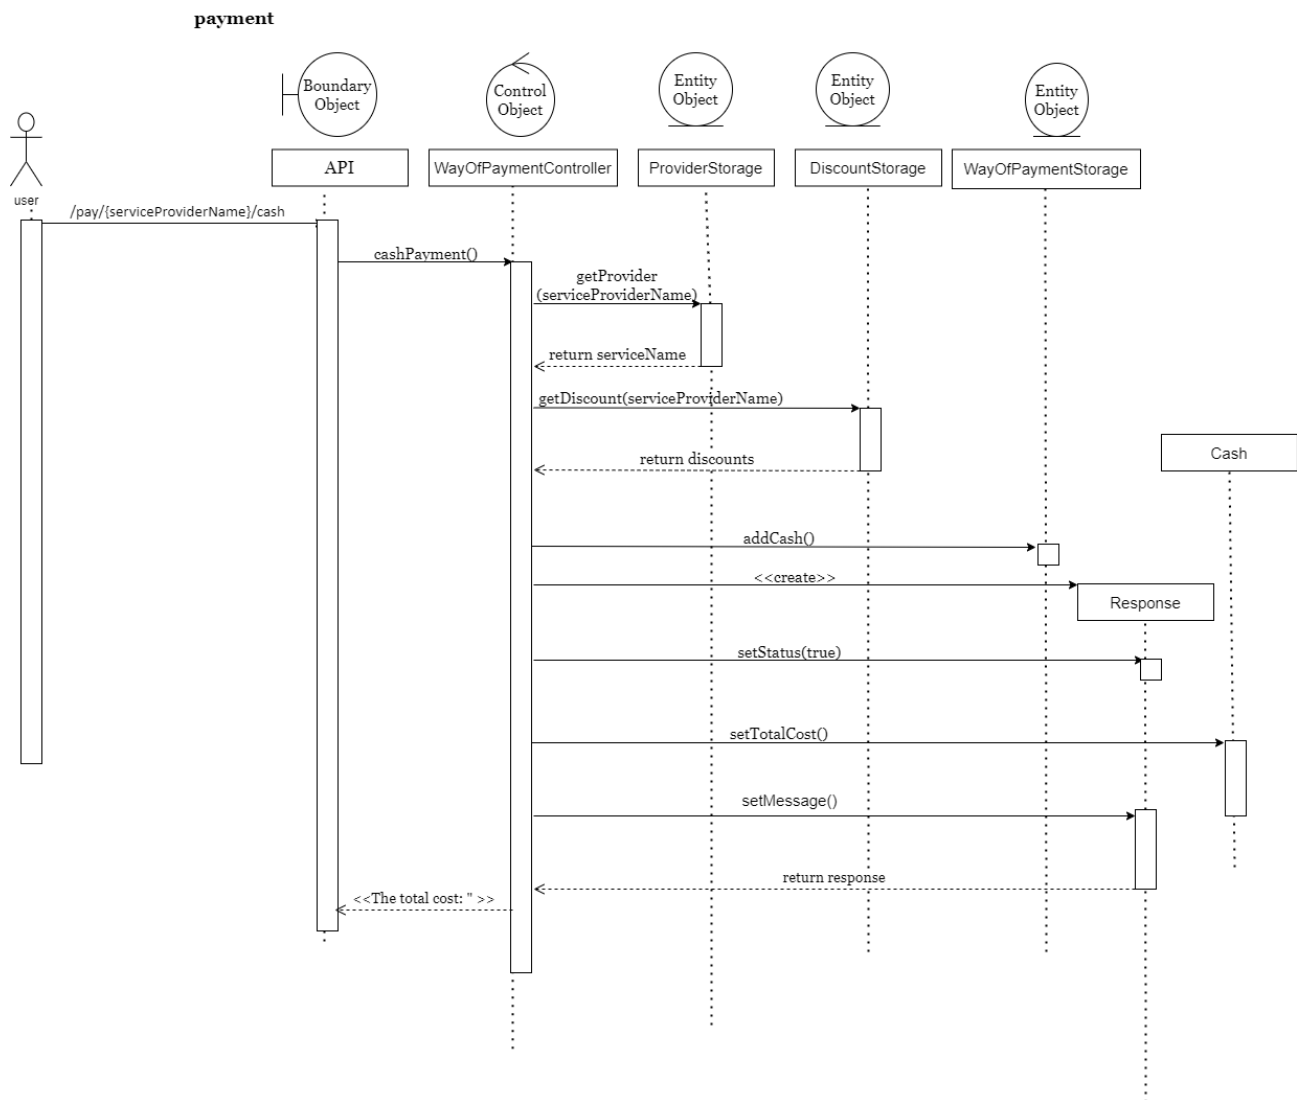 payment
Boundary
Object
Control
Object
Entity
Object
Entity
Object
Entity
Object
user
API
WayOfPaymentController
ProviderStorage
DiscountStorage
WayOfPaymentStorage
/pay/{serviceProviderName}/cash
cashPayment()
getProvider
(serviceProviderName)
return serviceName
getDiscount(serviceProviderName)
Cash
return discounts
addCash()
<<create>>
Response
setStatus(true)
setTotalCost()
setMessage()
return response
<<The total cost: " >>